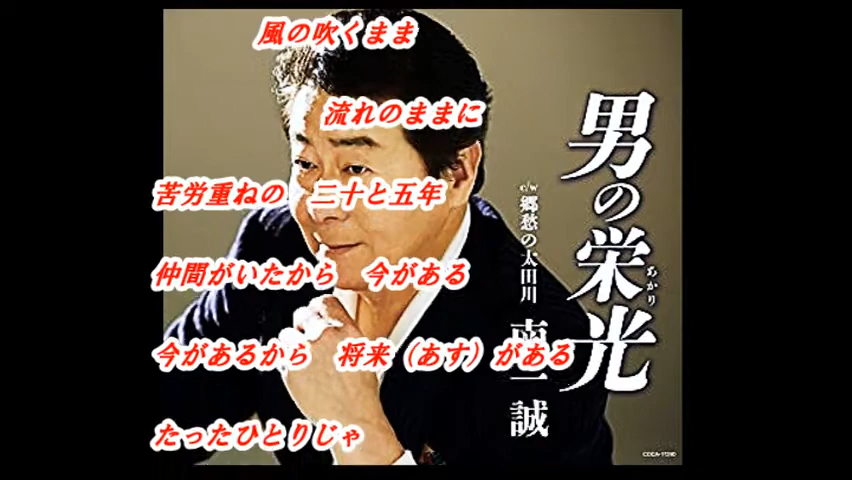 風の吹くまま
流れのままに
苦労重ねの 三十と五年
仲間がいたから 今がある
今があるから 将来（あす）がある
たったひとりじゃ
男の栄光
あかり
c/w 郷愁の太田川
南一誠